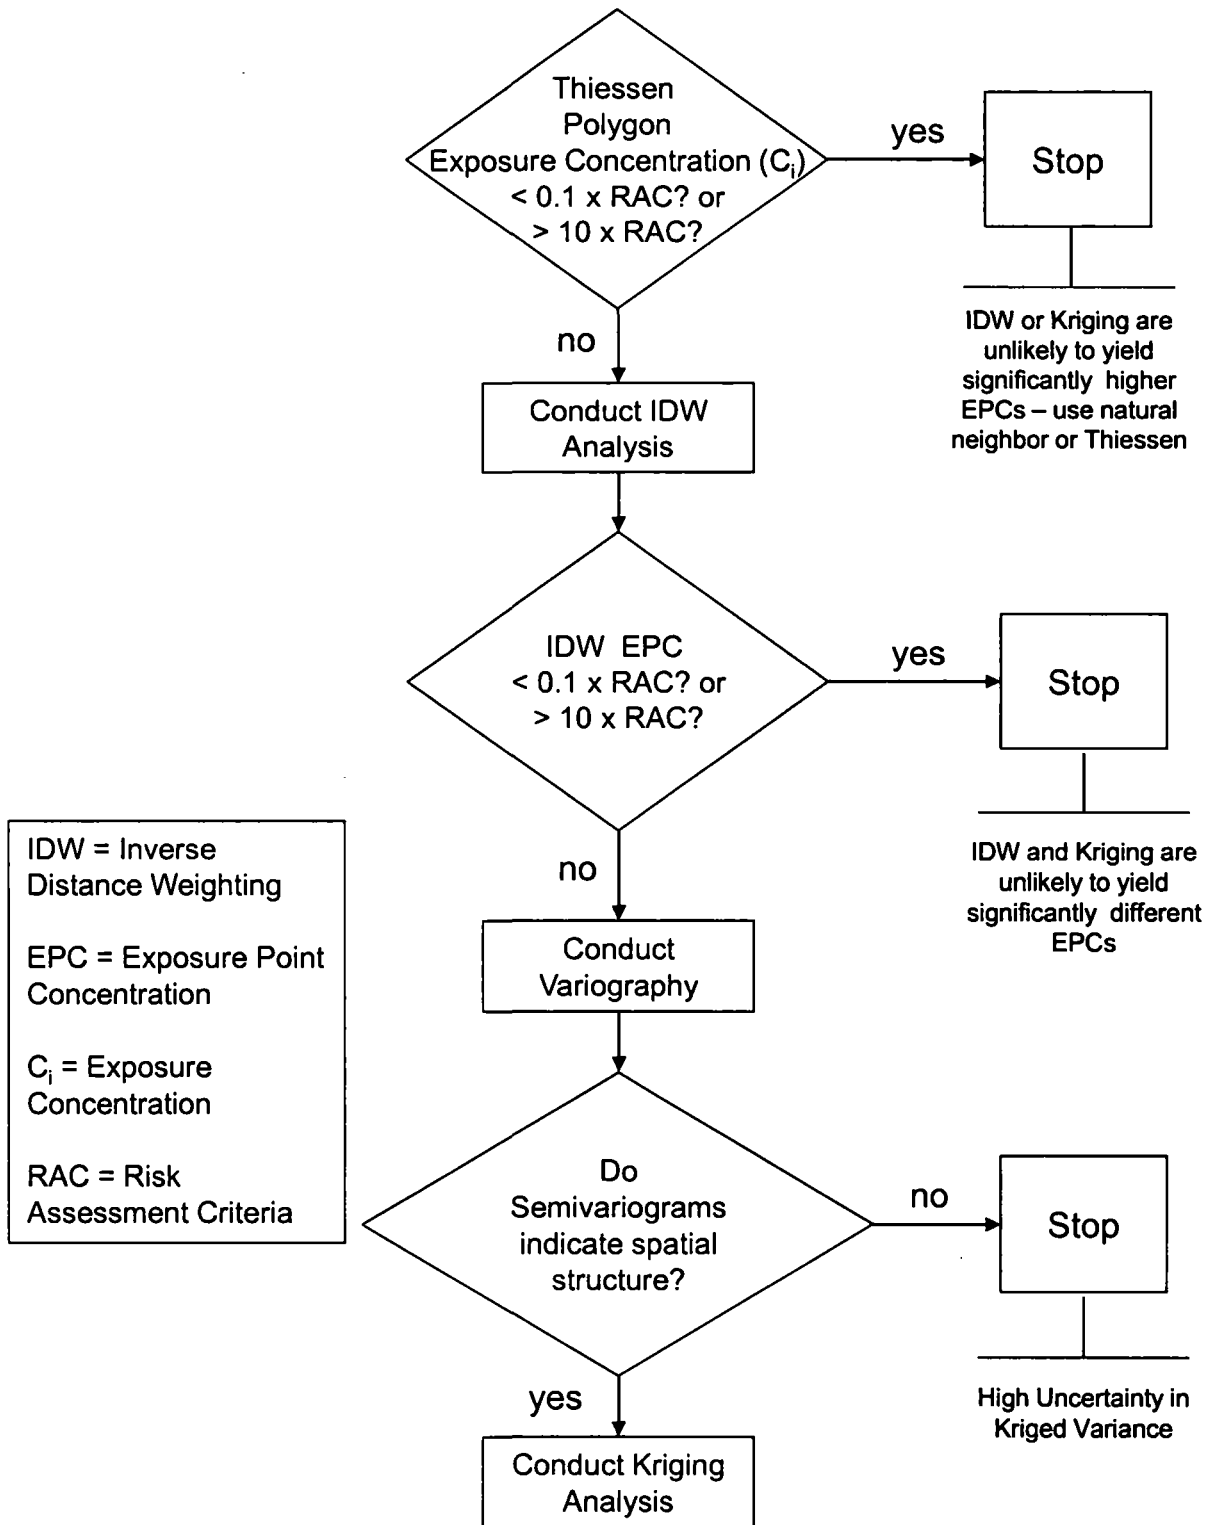 Thiessen
Polygon
Exposure Concentration (Ci)
< 0.1 x RAC? or
> 10 x RAC?
yes
Stop
IDW or Kriging are
unlikely to yield
significantly higher
EPCs – use natural
neighbor or Thiessen
no
Conduct IDW
Analysis
IDW EPC
< 0.1 x RAC? or
> 10 x RAC?
yes
Stop
IDW and Kriging are
unlikely to yield
significantly different
EPCs
no
Conduct
Variography
IDW = Inverse
Distance Weighting
EPC = Exposure Point
Concentration
Ci = Exposure
Concentration
RAC = Risk
Assessment Criteria
Do
Semivariograms
indicate spatial
structure?
no
Stop
High Uncertainty in
Kriged Variance
yes
Conduct Kriging
Analysis